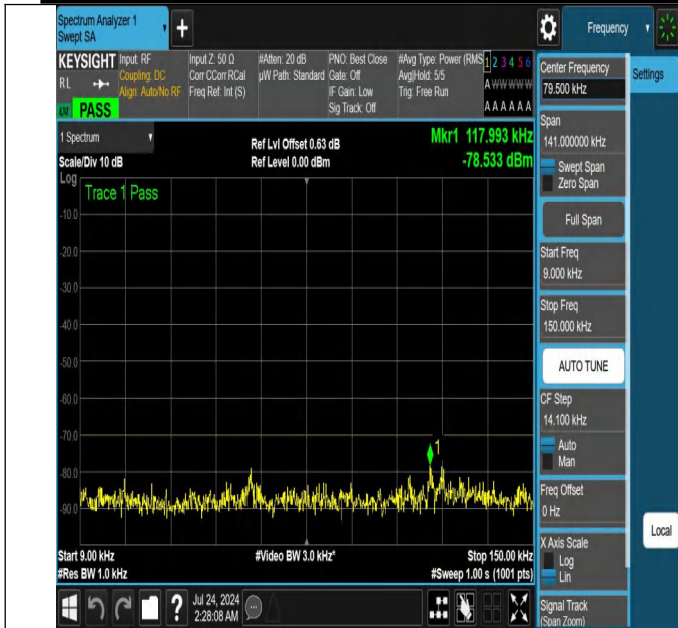 Spectrum Analyzer 1
Swept SA
+
Frequency
KEYSIGHT
RL
LXI
PASS
Input: RF
Coupling: DC
Align: Auto/No RF
Input Z: 50 Ω
Corr CCorr RCal
Freq Ref: Int (S)
#Atten: 20 dB
µW Path: Standard
PNO: Best Close
Gate: Off
IF Gain: Low
Sig Track: Off
#Avg Type: Power (RMS
Avg|Hold: 5/5
Trig: Free Run
1 2 3 4 5 6
A W W W W W
A A A A A A
1 Spectrum
Scale/Div 10 dB
Ref Lvl Offset 0.63 dB
Ref Level 0.00 dBm
Mkr1 117.993 kHz
-78.533 dBm
Log
Trace 1 Pass
-10.0
-20.0
-30.0
-40.0
-50.0
-60.0
-70.0
-80.0
-90.0
1
Start 9.00 kHz
#Res BW 1.0 kHz
#Video BW 3.0 kHz*
Stop 150.00 kHz
#Sweep 1.00 s (1001 pts)
Jul 24, 2024
2:28:08 AM
?
Center Frequency
79.500 kHz
Settings
Span
141.000000 kHz
Swept Span
Zero Span
Full Span
Start Freq
9.000 kHz
Stop Freq
150.000 kHz
AUTO TUNE
CF Step
14.100 kHz
Auto
Man
Freq Offset
0 Hz
X Axis Scale
Log
Lin
Local
Signal Track
(Span Zoom)